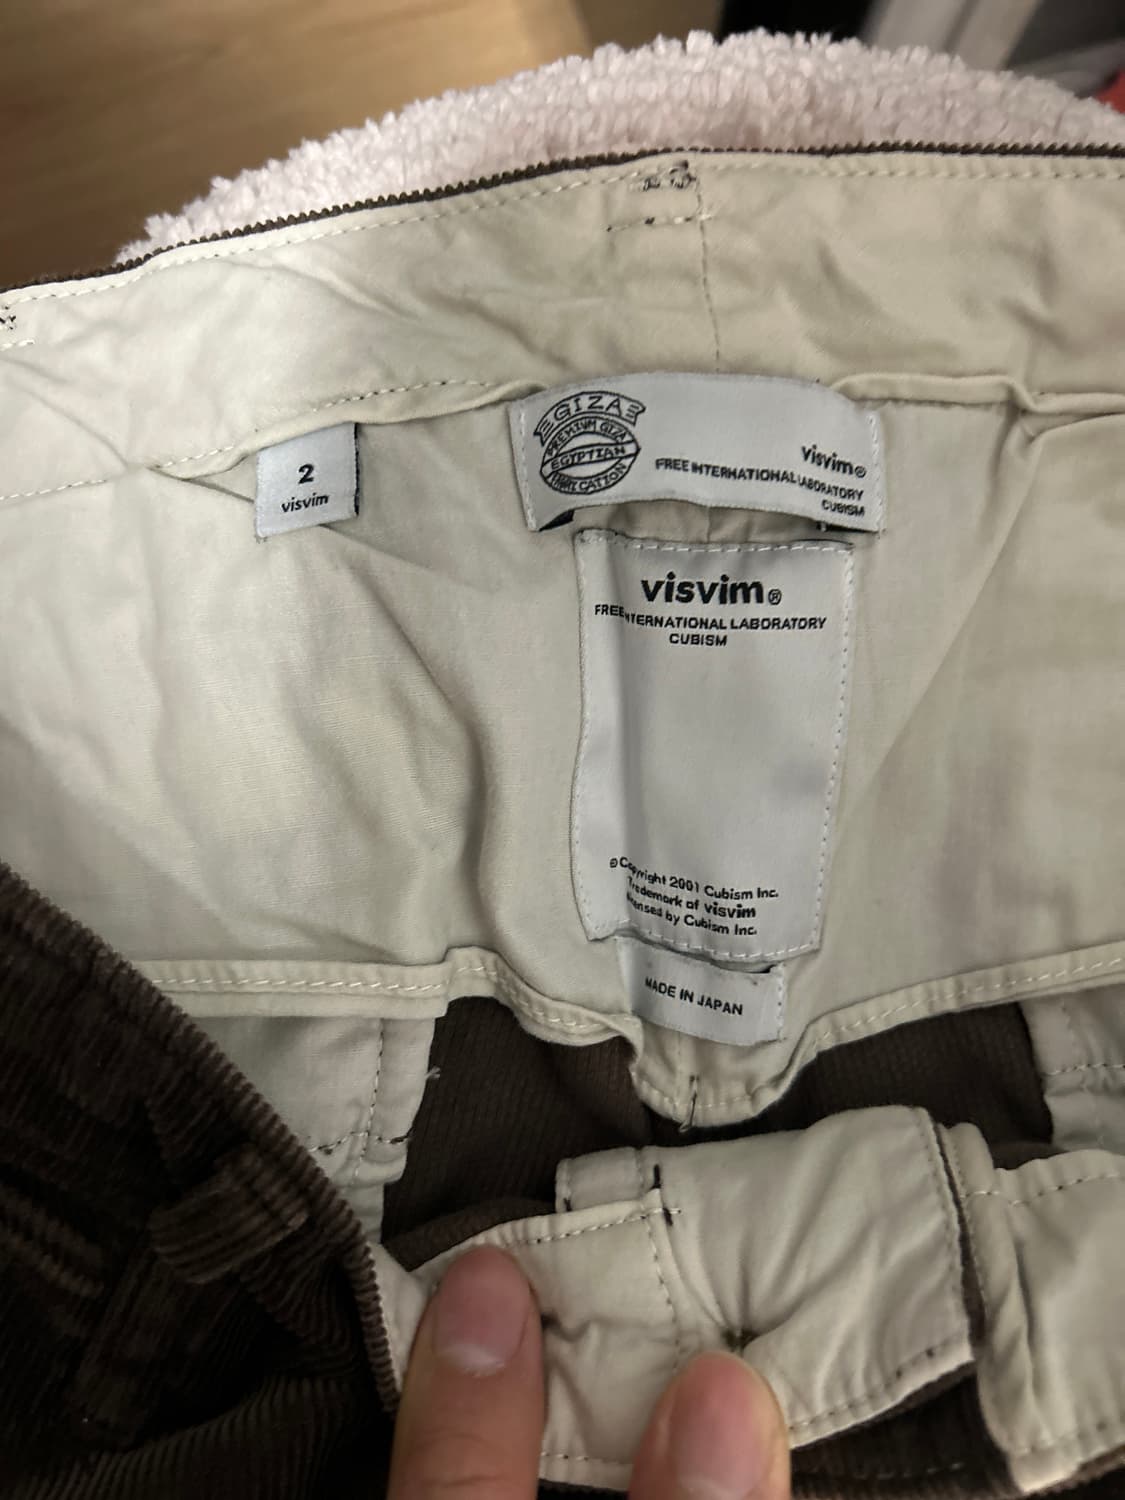 GIZA
PREMIUM GIZA
EGYPTIAN
visvim®
FREE INTERNATIONAL LABORATORY
CUBISM
2
visvim
visvim®
FREE INTERNATIONAL LABORATORY
CUBISM
©Copyright 2001 Cubism Inc.
Trademark of visvim
by Cubism Inc.
MADE IN JAPAN